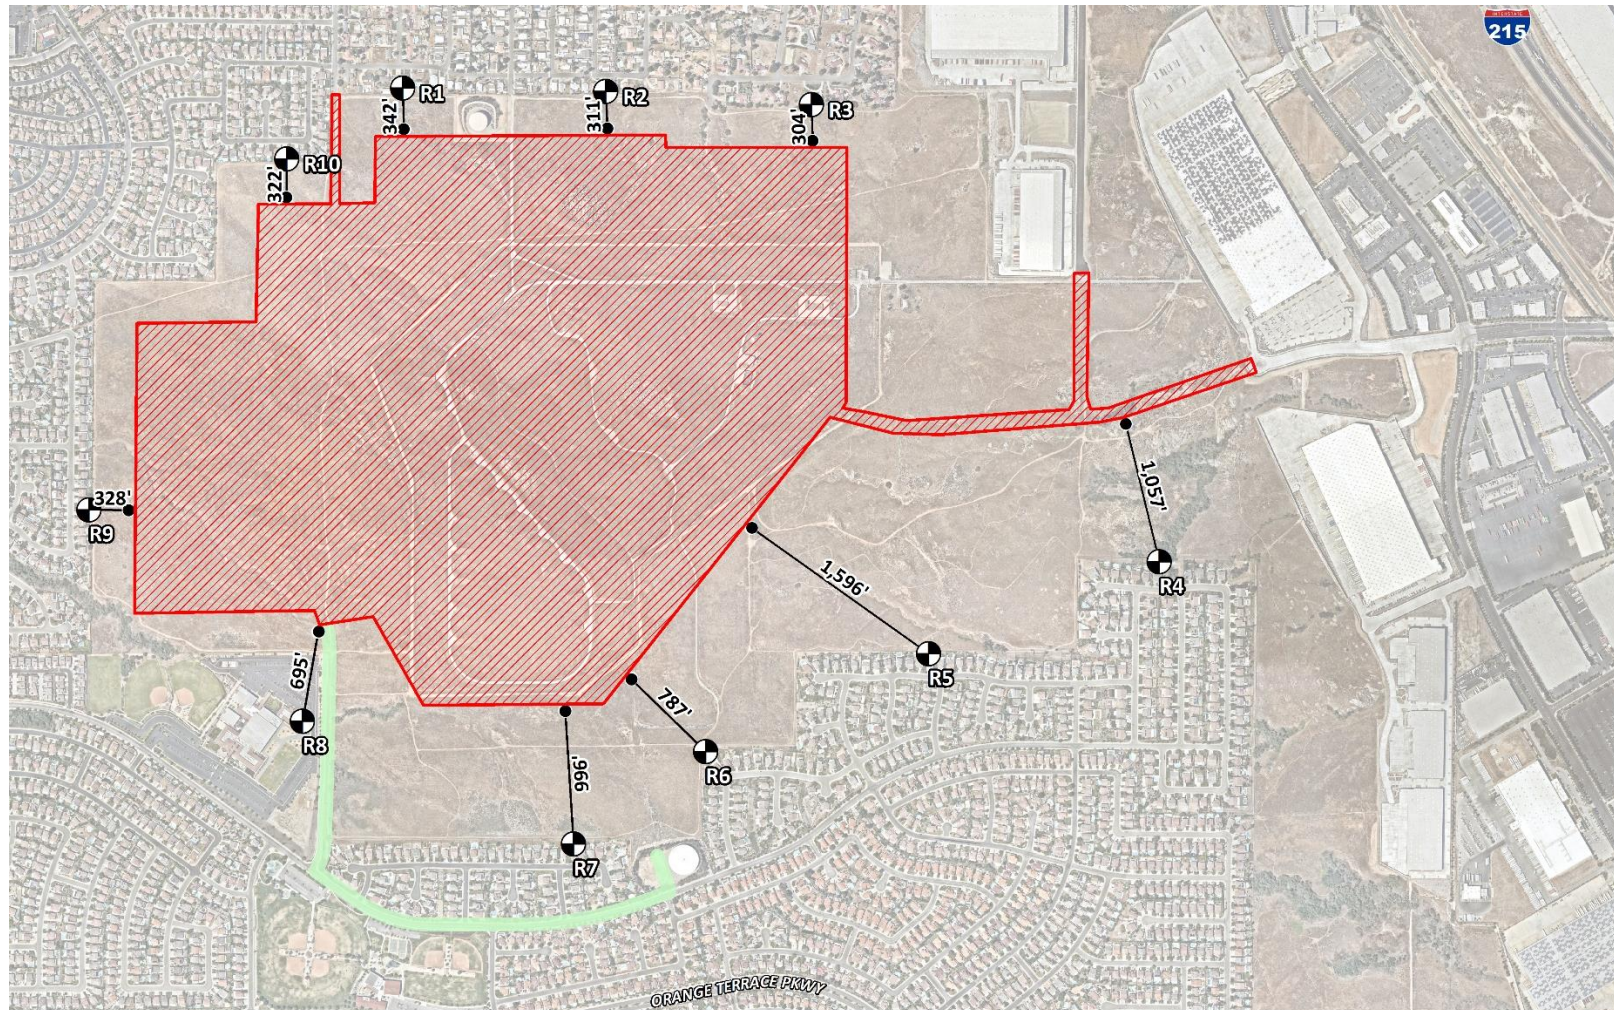 INTERSTATE
215
R1
342'
R2
311'
R3
304'
R10
322'
1,057'
R4
328'
R9
1,596'
R5
695'
R8
787'
R6
996'
R7
ORANGE TERRACE PKWY